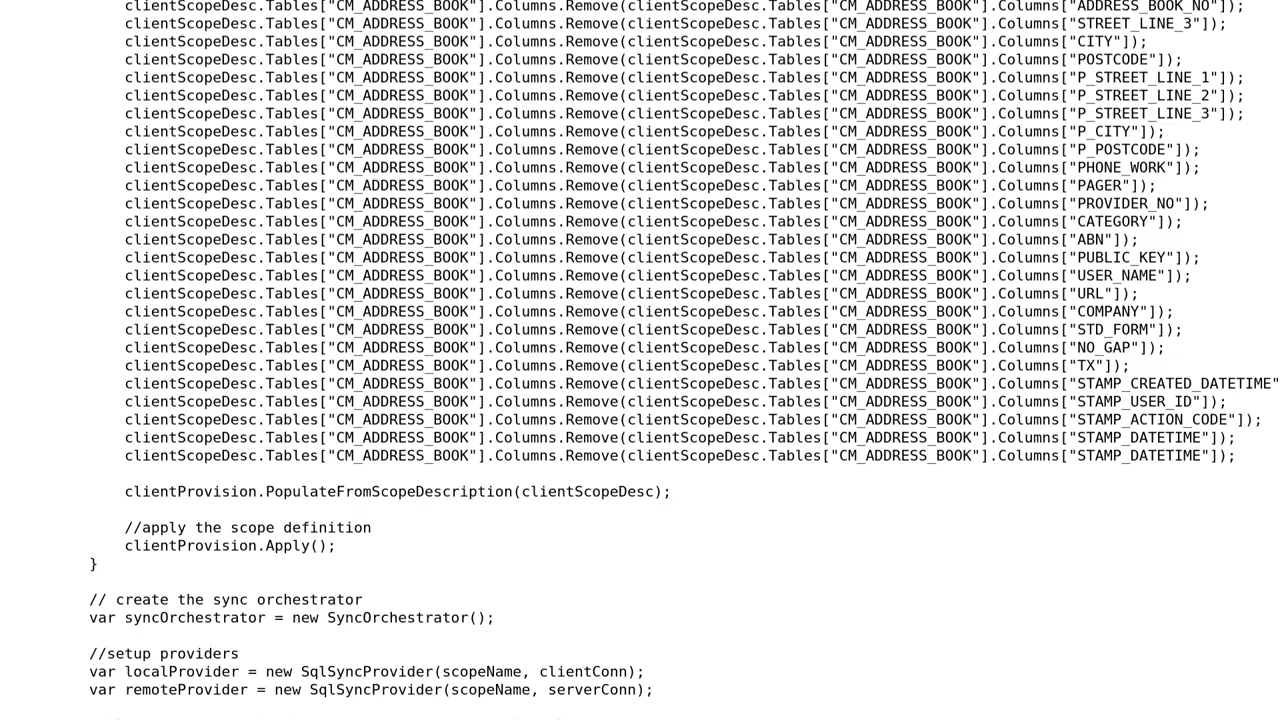 clientScopeDesc.Tables["CM_ADDRESS_BOOK"].Columns.Remove(clientScopeDesc.Tables["CM_ADDRESS_BOOK"].Columns["ADDRESS_BOOK_NO"]);
clientScopeDesc.Tables["CM_ADDRESS_BOOK"].Columns.Remove(clientScopeDesc.Tables["CM_ADDRESS_BOOK"].Columns["STREET_LINE_3"]);
clientScopeDesc.Tables["CM_ADDRESS_BOOK"].Columns.Remove(clientScopeDesc.Tables["CM_ADDRESS_BOOK"].Columns["CITY"]);
clientScopeDesc.Tables["CM_ADDRESS_BOOK"].Columns.Remove(clientScopeDesc.Tables["CM_ADDRESS_BOOK"].Columns["POSTCODE"]);
clientScopeDesc.Tables["CM_ADDRESS_BOOK"].Columns.Remove(clientScopeDesc.Tables["CM_ADDRESS_BOOK"].Columns["P_STREET_LINE_1"]);
clientScopeDesc.Tables["CM_ADDRESS_BOOK"].Columns.Remove(clientScopeDesc.Tables["CM_ADDRESS_BOOK"].Columns["P_STREET_LINE_2"]);
clientScopeDesc.Tables["CM_ADDRESS_BOOK"].Columns.Remove(clientScopeDesc.Tables["CM_ADDRESS_BOOK"].Columns["P_STREET_LINE_3"]);
clientScopeDesc.Tables["CM_ADDRESS_BOOK"].Columns.Remove(clientScopeDesc.Tables["CM_ADDRESS_BOOK"].Columns["P_CITY"]);
clientScopeDesc.Tables["CM_ADDRESS_BOOK"].Columns.Remove(clientScopeDesc.Tables["CM_ADDRESS_BOOK"].Columns["P_POSTCODE"]);
clientScopeDesc.Tables["CM_ADDRESS_BOOK"].Columns.Remove(clientScopeDesc.Tables["CM_ADDRESS_BOOK"].Columns["PHONE_WORK"]);
clientScopeDesc.Tables["CM_ADDRESS_BOOK"].Columns.Remove(clientScopeDesc.Tables["CM_ADDRESS_BOOK"].Columns["PAGER"]);
clientScopeDesc.Tables["CM_ADDRESS_BOOK"].Columns.Remove(clientScopeDesc.Tables["CM_ADDRESS_BOOK"].Columns["PROVIDER_NO"]);
clientScopeDesc.Tables["CM_ADDRESS_BOOK"].Columns.Remove(clientScopeDesc.Tables["CM_ADDRESS_BOOK"].Columns["CATEGORY"]);
clientScopeDesc.Tables["CM_ADDRESS_BOOK"].Columns.Remove(clientScopeDesc.Tables["CM_ADDRESS_BOOK"].Columns["ABN"]);
clientScopeDesc.Tables["CM_ADDRESS_BOOK"].Columns.Remove(clientScopeDesc.Tables["CM_ADDRESS_BOOK"].Columns["PUBLIC_KEY"]);
clientScopeDesc.Tables["CM_ADDRESS_BOOK"].Columns.Remove(clientScopeDesc.Tables["CM_ADDRESS_BOOK"].Columns["USER_NAME"]);
clientScopeDesc.Tables["CM_ADDRESS_BOOK"].Columns.Remove(clientScopeDesc.Tables["CM_ADDRESS_BOOK"].Columns["URL"]);
clientScopeDesc.Tables["CM_ADDRESS_BOOK"].Columns.Remove(clientScopeDesc.Tables["CM_ADDRESS_BOOK"].Columns["COMPANY"]);
clientScopeDesc.Tables["CM_ADDRESS_BOOK"].Columns.Remove(clientScopeDesc.Tables["CM_ADDRESS_BOOK"].Columns["STD_FORM"]);
clientScopeDesc.Tables["CM_ADDRESS_BOOK"].Columns.Remove(clientScopeDesc.Tables["CM_ADDRESS_BOOK"].Columns["NO_GAP"]);
clientScopeDesc.Tables["CM_ADDRESS_BOOK"].Columns.Remove(clientScopeDesc.Tables["CM_ADDRESS_BOOK"].Columns["TX"]);
clientScopeDesc.Tables["CM_ADDRESS_BOOK"].Columns.Remove(clientScopeDesc.Tables["CM_ADDRESS_BOOK"].Columns["STAMP_CREATED_DATETIME"
clientScopeDesc.Tables["CM_ADDRESS_BOOK"].Columns.Remove(clientScopeDesc.Tables["CM_ADDRESS_BOOK"].Columns["STAMP_USER_ID"]);
clientScopeDesc.Tables["CM_ADDRESS_BOOK"].Columns.Remove(clientScopeDesc.Tables["CM_ADDRESS_BOOK"].Columns["STAMP_ACTION_CODE"]);
clientScopeDesc.Tables["CM_ADDRESS_BOOK"].Columns.Remove(clientScopeDesc.Tables["CM_ADDRESS_BOOK"].Columns["STAMP_DATETIME"]);
clientScopeDesc.Tables["CM_ADDRESS_BOOK"].Columns.Remove(clientScopeDesc.Tables["CM_ADDRESS_BOOK"].Columns["STAMP_DATETIME"]);
clientProvision.PopulateFromScopeDescription(clientScopeDesc);
//apply the scope definition
clientProvision.Apply();
}
// create the sync orchestrator
var syncOrchestrator = new SyncOrchestrator();
//setup providers
var localProvider = new SqlSyncProvider(scopeName, clientConn);
var remoteProvider = new SqlSyncProvider(scopeName, serverConn);